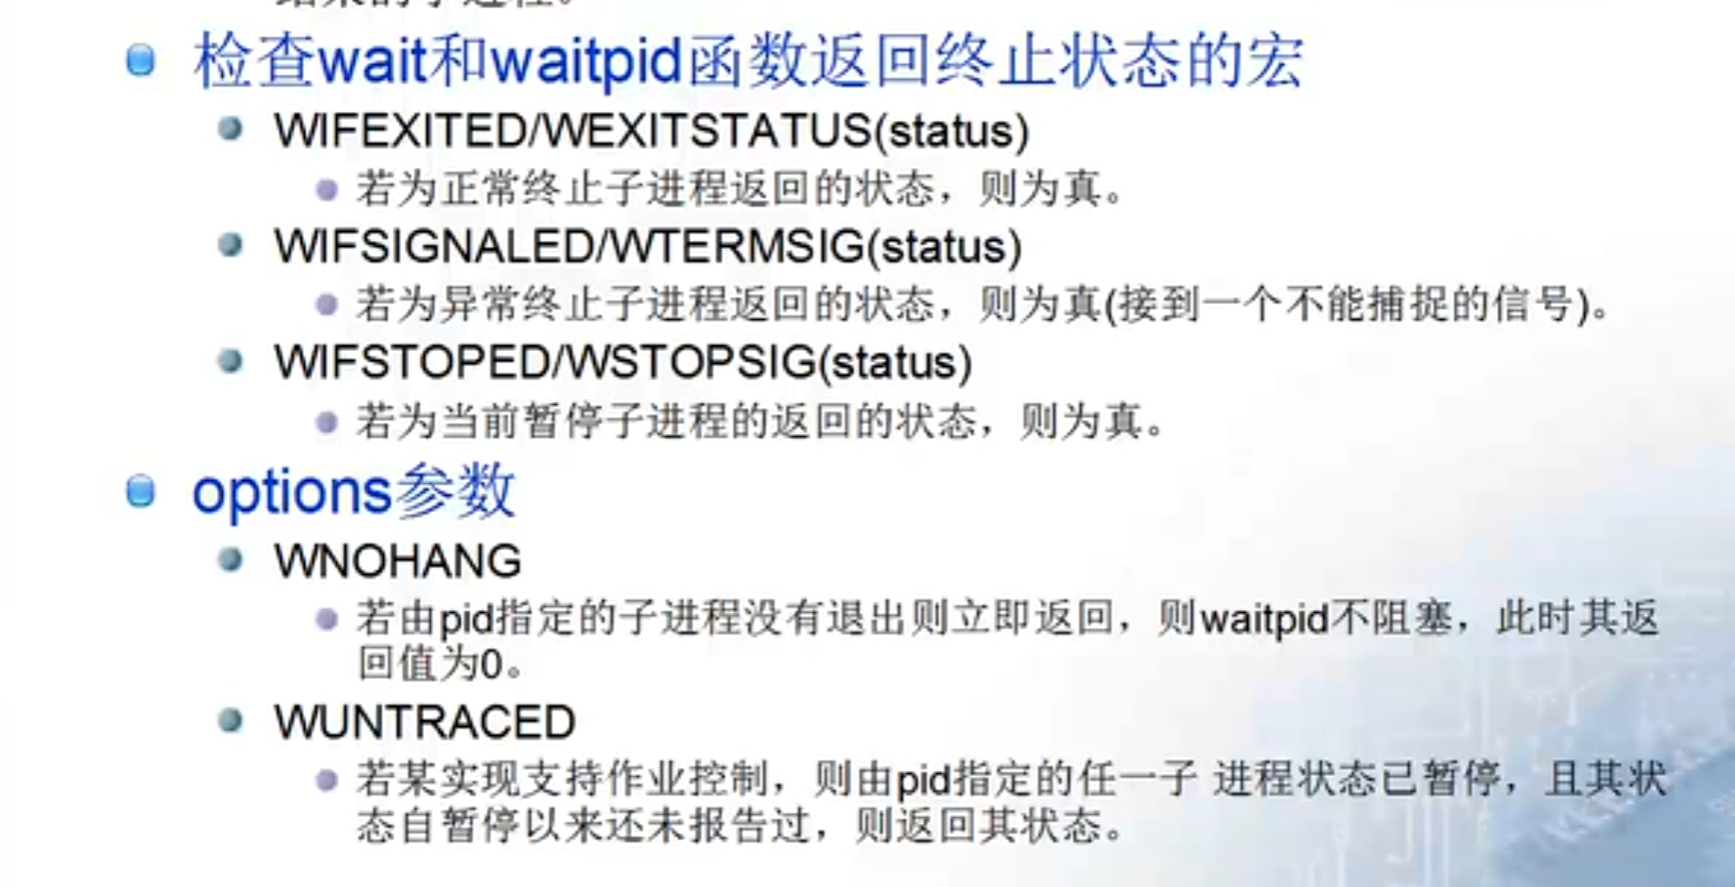 检查wait和waitpid函数返回终止状态的宏
WIFEXITED/WEXITSTATUS(status)
若为正常终止子进程返回的状态，则为真。
WIFSIGNALED/WTERMSIG(status)
若为异常终止子进程返回的状态，则为真(接到一个不能捕捉的信号)。
WIFSTOPED/WSTOPSIG(status)
若为当前暂停子进程的返回的状态，则为真。
options参数
WNOHANG
若由pid指定的子进程没有退出则立即返回，则waitpid不阻塞，此时其返
回值为0。
WUNTRACED
若某实现支持作业控制，则由pid指定的任一子 进程状态已暂停，且其状
态自暂停以来还未报告过，则返回其状态。